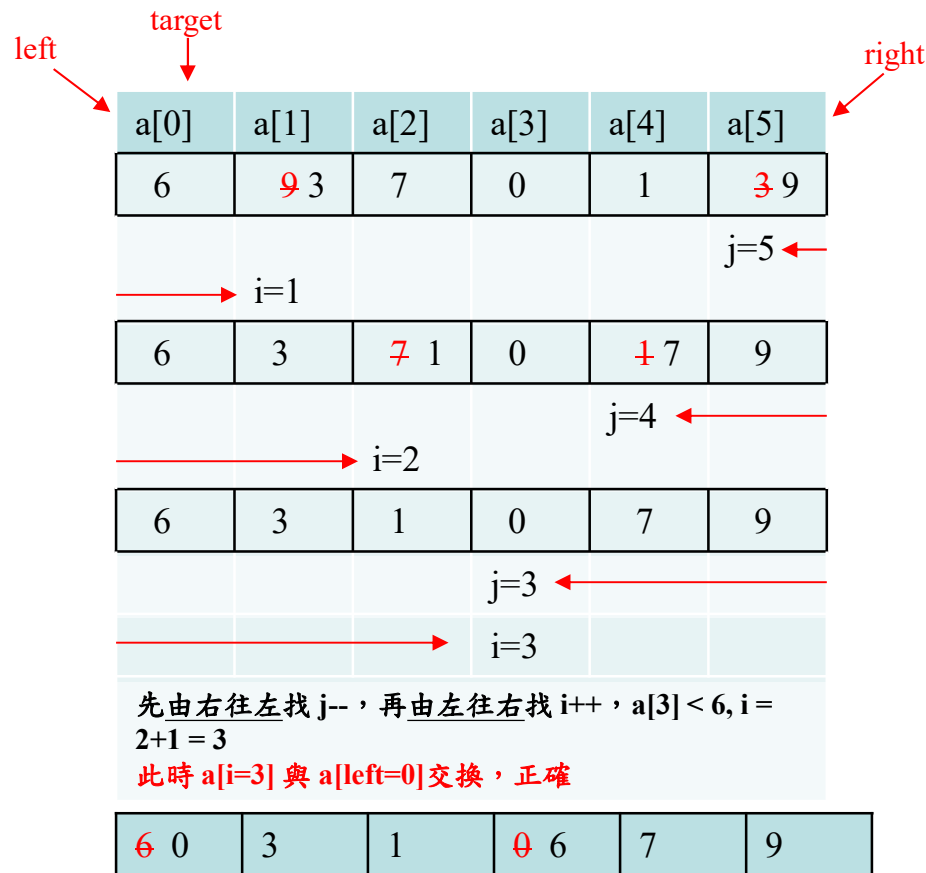 target
left
right
a[0] a[1] a[2] a[3] a[4] a[5]
6 9 3 7 0 1 3 9
j=5
i=1
6 3 7 1 0 1 7 9
j=4
i=2
6 3 1 0 7 9
j=3
i=3
先由右往左找 j--，再由左往右找 i++，a[3] < 6, i =
2+1 = 3
此時 a[i=3] 與 a[left=0]交換，正確
6 0 3 1 0 6 7 9